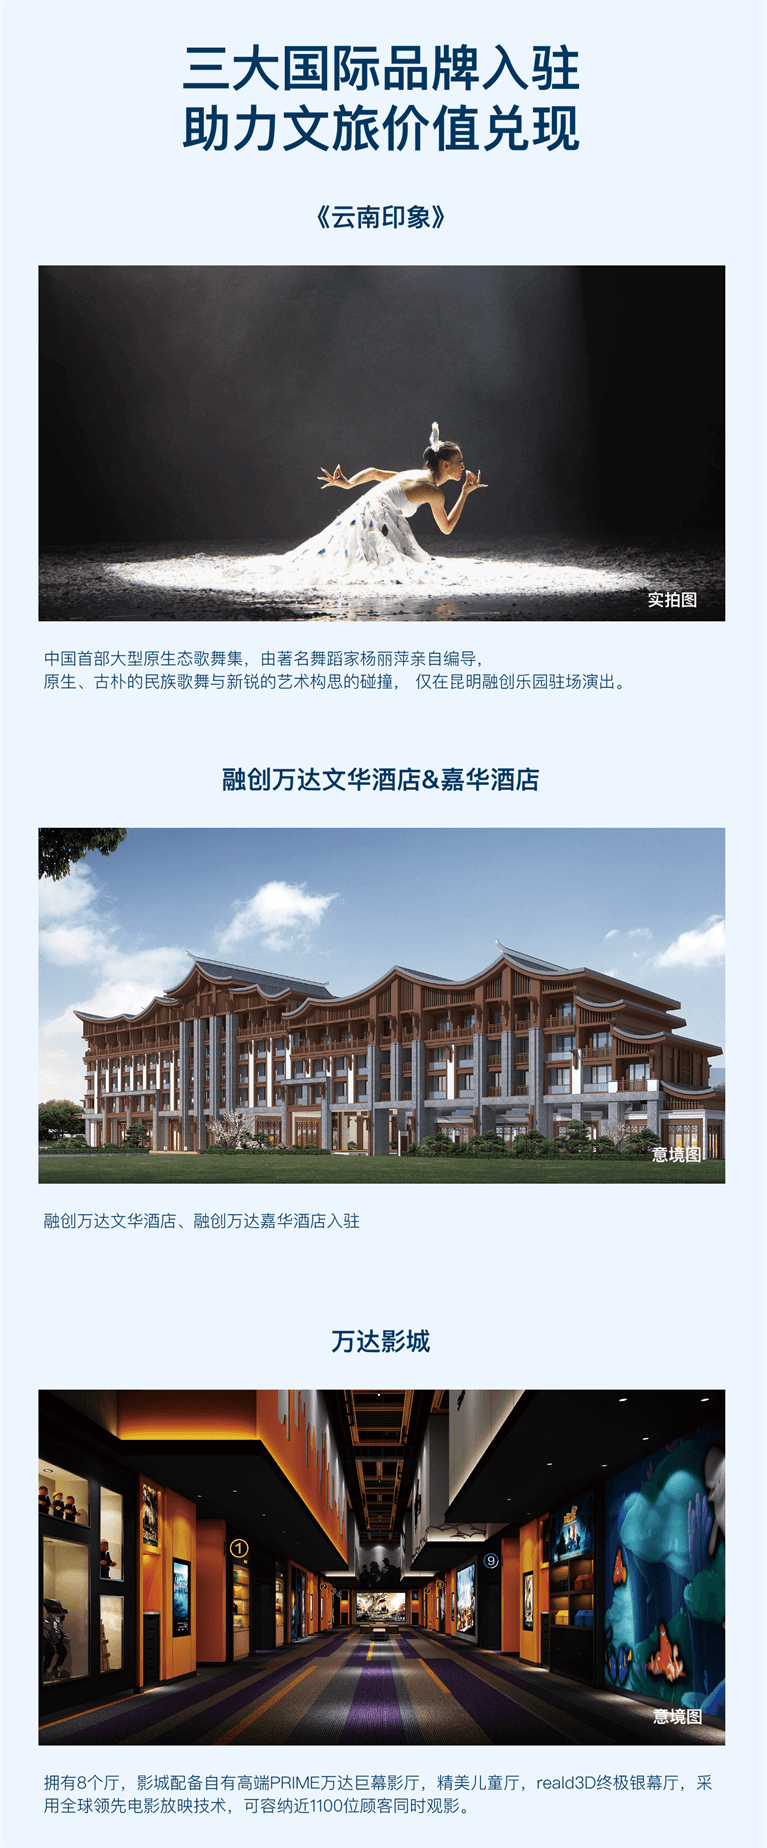 三大国际品牌入驻
助力文旅价值兑现
《云南印象》
实拍图
中国首部大型原生态歌舞集，由著名舞蹈家杨丽萍亲自编导，
原生、古朴的民族歌舞与新锐的艺术构思的碰撞， 仅在昆明融创乐园驻场演出。
融创万达文华酒店&嘉华酒店
意境图
融创万达文华酒店、融创万达嘉华酒店入驻
万达影城
1
9
意境图
拥有8个厅，影城配备自有高端PRIME万达巨幕影厅，精美儿童厅，reald3D终极银幕厅，采
用全球领先电影放映技术，可容纳近1100位顾客同时观影。